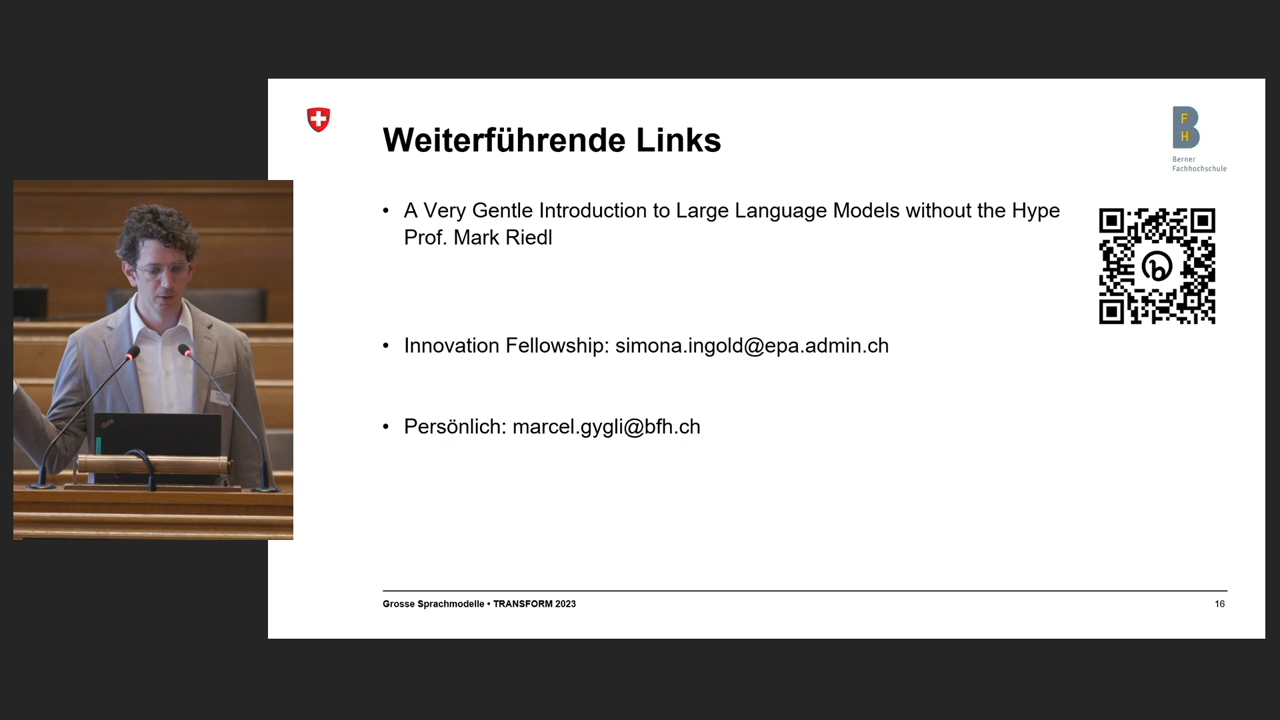 Weiterführende Links
F
H
Berner
Fachhochschule
• A Very Gentle Introduction to Large Language Models without the Hype
Prof. Mark Riedl
• Innovation Fellowship: simona.ingold@epa.admin.ch
• Persönlich: marcel.gygli@bfh.ch
Grosse Sprachmodelle • TRANSFORM 2023
16